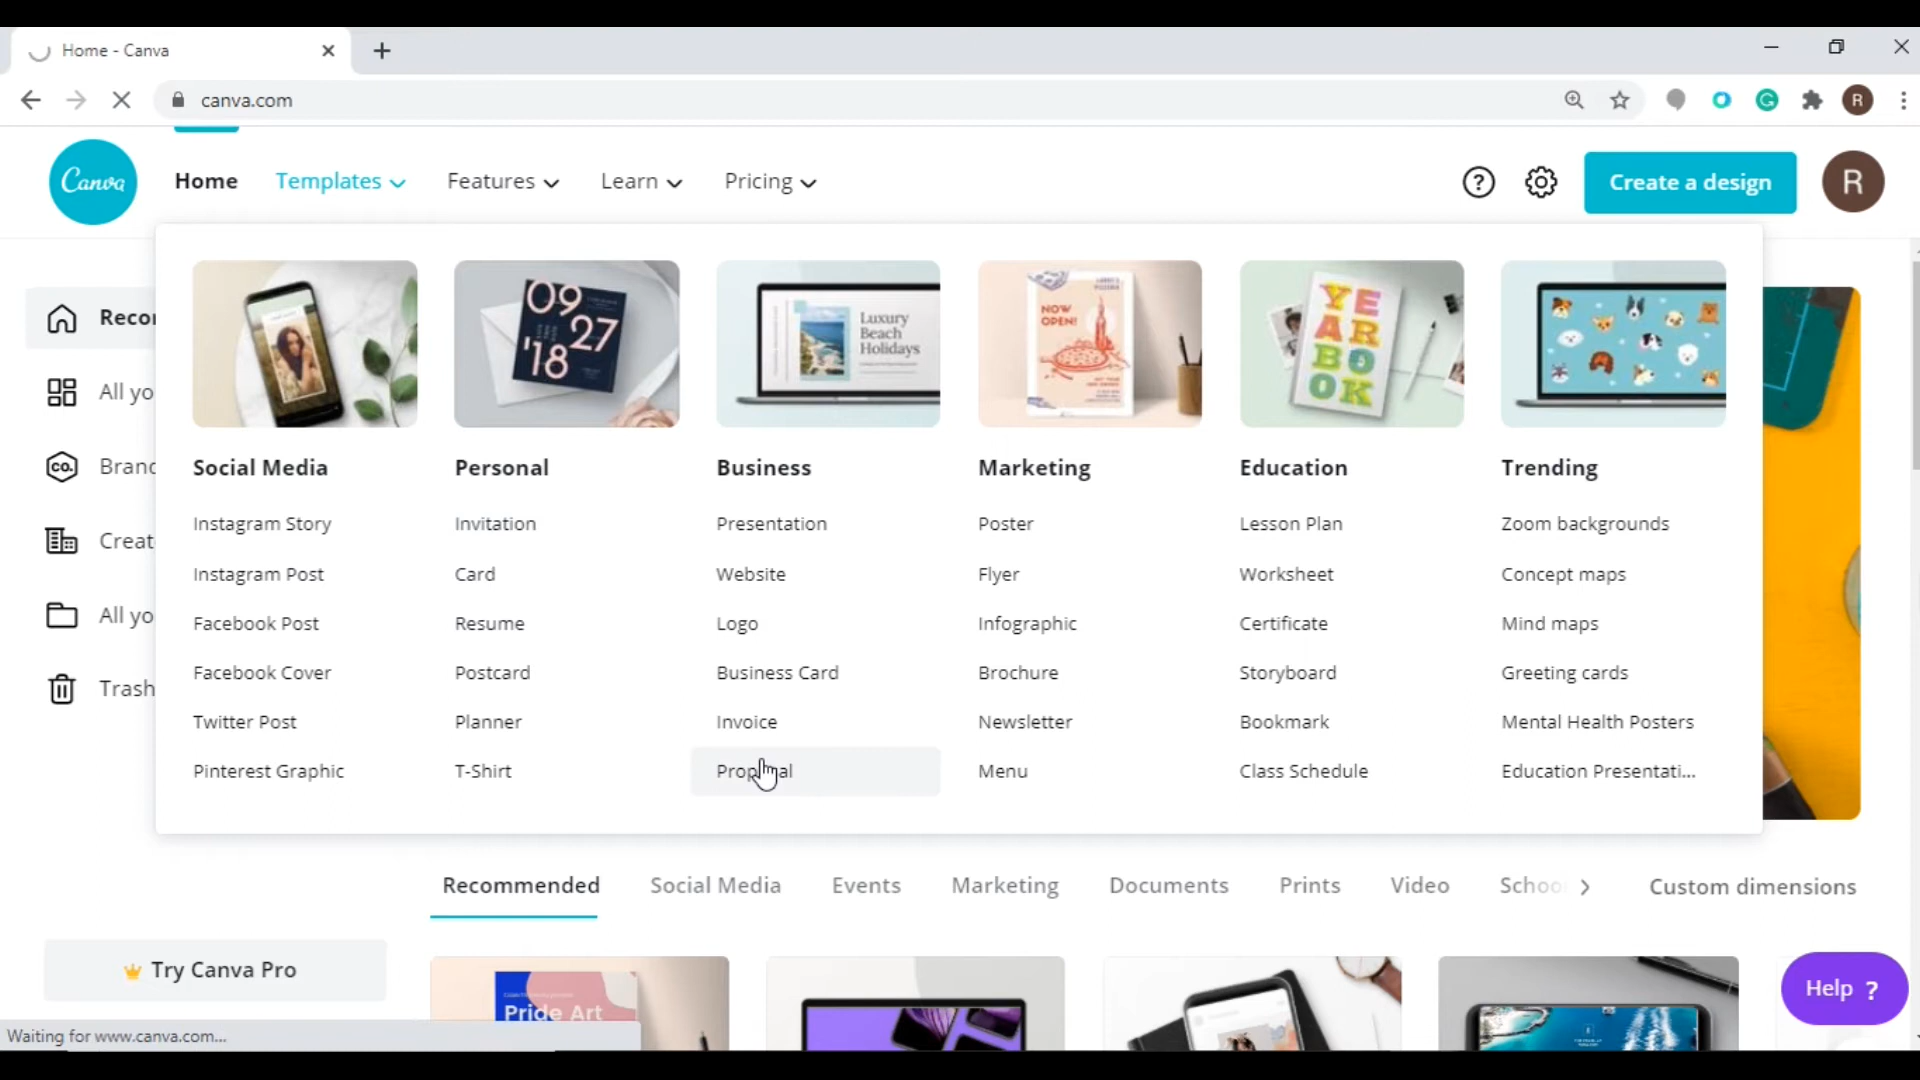 Home - Canva
canva.com
R
Canva
Home
Templates
Features
Learn
Pricing
?
Create a design
R
Recor
All yo
co.
Branc
Creat
All yo
Trash
Try Canva Pro
09
27
'18
Luxury
Beach
Holidays
NOW
OPEN!
YE
AR
BO
OK
Social Media
Instagram Story
Instagram Post
Facebook Post
Facebook Cover
Twitter Post
Pinterest Graphic
Personal
Invitation
Card
Resume
Postcard
Planner
T-Shirt
Business
Presentation
Website
Logo
Business Card
Invoice
Marketing
Poster
Flyer
Infographic
Brochure
Newsletter
Menu
Education
Lesson Plan
Worksheet
Certificate
Storyboard
Bookmark
Class Schedule
Trending
Zoom backgrounds
Concept maps
Mind maps
Greeting cards
Mental Health Posters
Education Presentati...
Recommended
Social Media
Events
Marketing
Documents
Prints
Video
Schoo
Custom dimensions
Pride Art
Help ?
Waiting for www.canva.com...